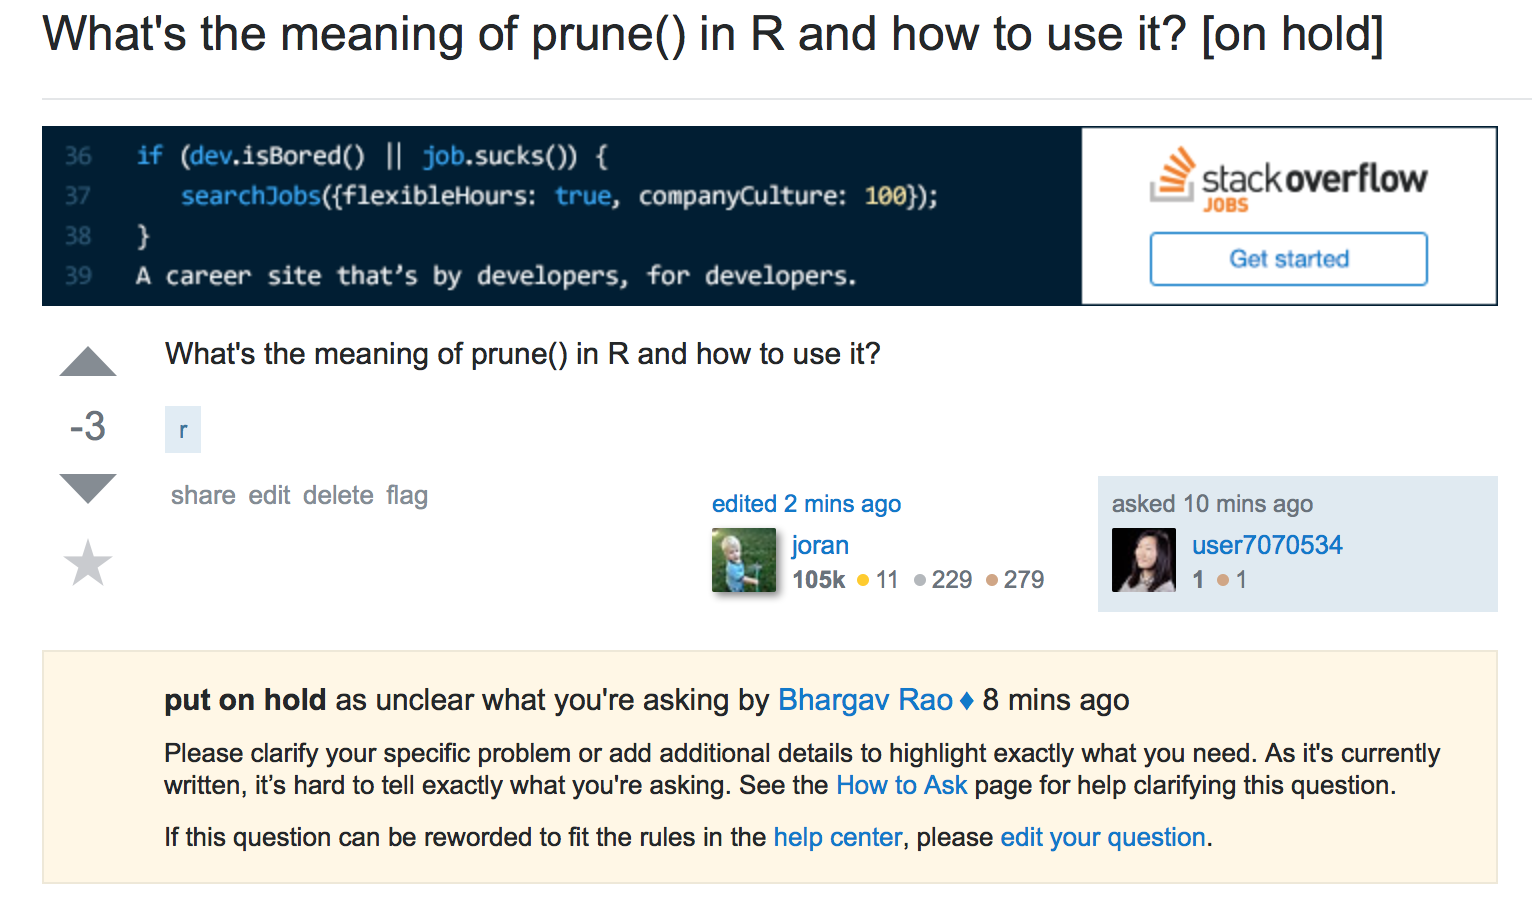 What's the meaning of prune() in R and how to use it? [on hold]
36 if (dev.isBored() || job.sucks()) {
37 searchJobs({flexibleHours: true, companyCulture: 100});
38 }
39 A career site that's by developers, for developers.
stackoverflow
JOBS
Get started
What's the meaning of prune() in R and how to use it?
-3
r
share edit delete flag
edited 2 mins ago
joran
105k 11 229 279
asked 10 mins ago
user7070534
1 1
put on hold as unclear what you're asking by Bhargav Rao ♦ 8 mins ago
Please clarify your specific problem or add additional details to highlight exactly what you need. As it's currently
written, it’s hard to tell exactly what you're asking. See the How to Ask page for help clarifying this question.
If this question can be reworded to fit the rules in the help center, please edit your question.